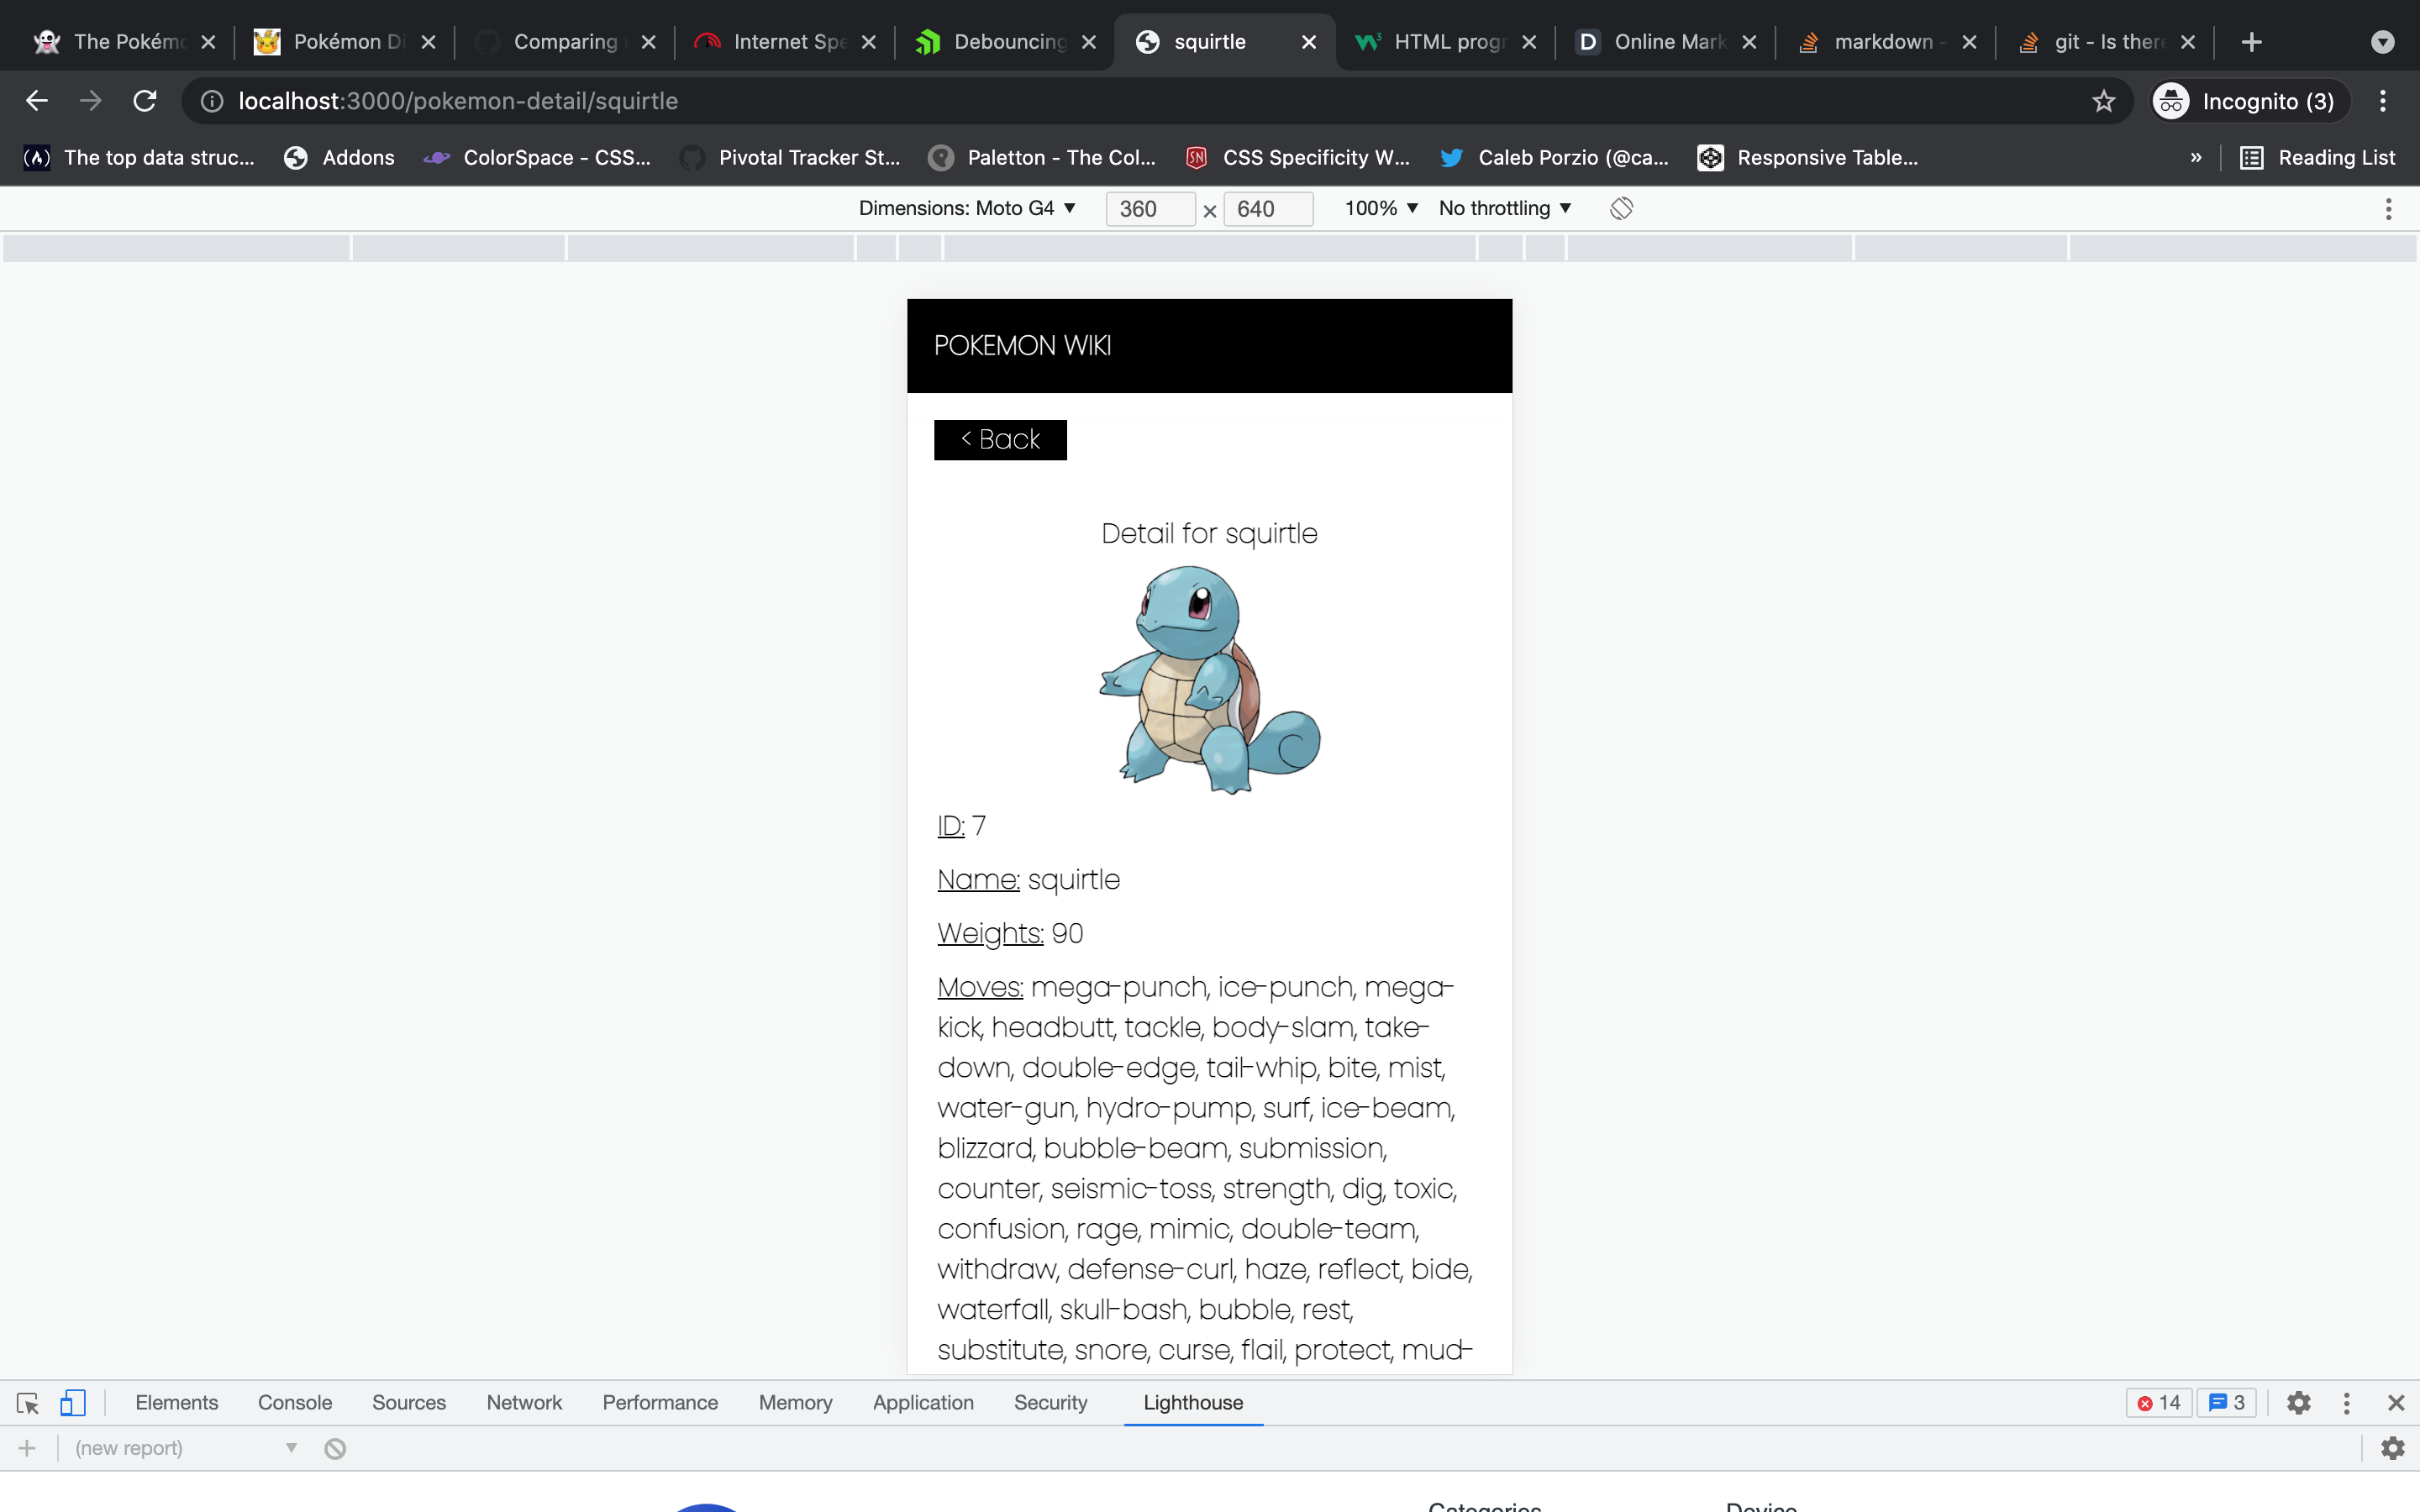 The Pokém
Pokémon Di
Comparing
Internet Spe
Debouncing
squirtle
HTML progr
Online Mark
markdown -
git - Is there
localhost:3000/pokemon-detail/squirtle
Incognito (3)
The top data struc...
Addons
ColorSpace - CSS...
Pivotal Tracker St...
Paletton - The Col...
CSS Specificity W...
Caleb Porzio (@ca...
Responsive Table...
»
Reading List
Dimensions: Moto G4
360 × 640
100%
No throttling
POKEMON WIKI
< Back
Detail for squirtle
ID: 7
Name: squirtle
Weights: 90
Moves: mega-punch, ice-punch, mega-
kick, headbutt, tackle, body-slam, take-
down, double-edge, tail-whip, bite, mist,
water-gun, hydro-pump, surf, ice-beam,
blizzard, bubble-beam, submission,
counter, seismic-toss, strength, dig, toxic,
confusion, rage, mimic, double-team,
withdraw, defense-curl, haze, reflect, bide,
waterfall, skull-bash, bubble, rest,
substitute, snore, curse, flail, protect, mud-
Elements
Console
Sources
Network
Performance
Memory
Application
Security
Lighthouse
14
3
(new report)
Categories
Device